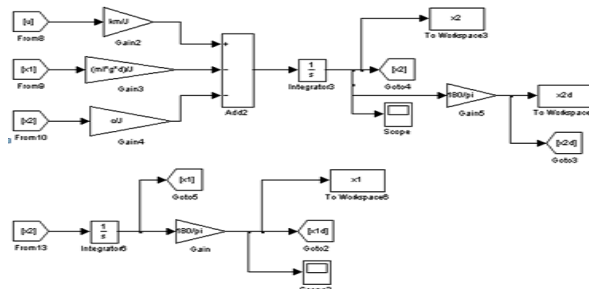 [u]
From8
km/J
Gain2
[x1]
From9
(ml*g*d)/J
Gain3
[x2]
From10
Gain4
+
−
−
Add2
1
s
Integrator3
x2
To Workspace3
[x2]
Goto4
Scope
180/pi
Gain5
x2d
To Workspace
[x2d]
Goto3
[x2]
From13
1
s
Integrator6
[x1]
Goto5
180/pi
Gain
x1
To Workspace6
[x1d]
Goto2